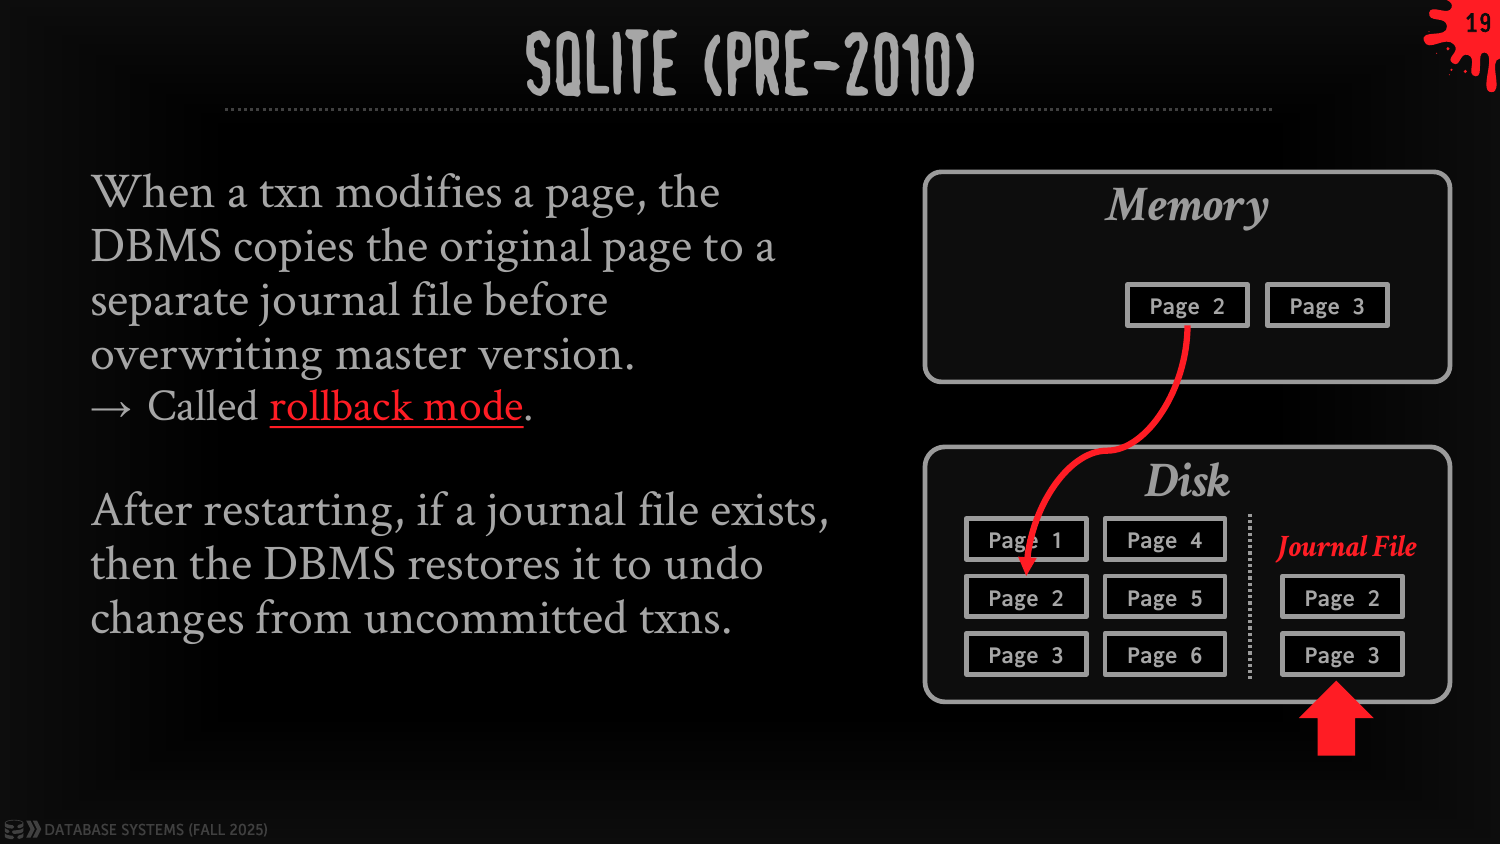 19
SQLITE (PRE-2010)
When a txn modifies a page, the
DBMS copies the original page to a
separate journal file before
overwriting master version.
→ Called rollback mode.
After restarting, if a journal file exists,
then the DBMS restores it to undo
changes from uncommitted txns.
Memory
Page 2 Page 3
Disk
Journal File
Page 1 Page 4
Page 2 Page 5 Page 2
Page 3 Page 6 Page 3
DATABASE SYSTEMS (FALL 2025)